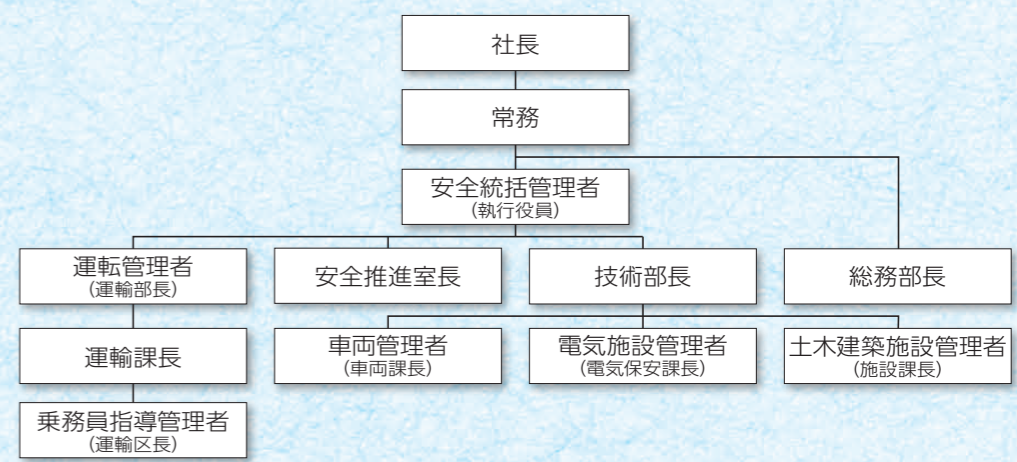 社長
常務
安全統括管理者
(執行役員)
運転管理者
(運輸部長)
安全推進室長
技術部長
総務部長
運輸課長
車両管理者
(車両課長)
電気施設管理者
(電気保安課長)
土木建築施設管理者
(施設課長)
乗務員指導管理者
(運輸区長)